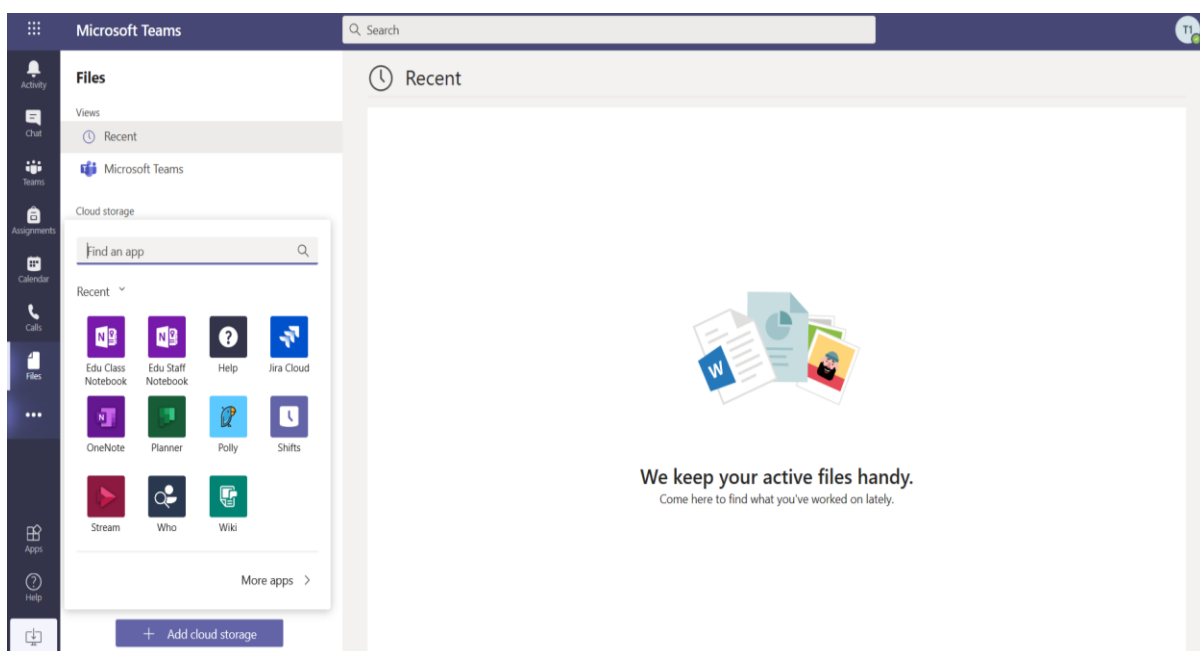 Microsoft Teams
Search
T1
Activity
Chat
Teams
Assignments
Calendar
Calls
Files
Apps
Help
Files
Views
Recent
Microsoft Teams
Cloud storage
Find an app
Recent
Edu Class Notebook
Edu Staff Notebook
Help
Jira Cloud
OneNote
Planner
Polly
Shifts
Stream
Who
Wiki
More apps
Add cloud storage
Recent
W
We keep your active files handy.
Come here to find what you've worked on lately.